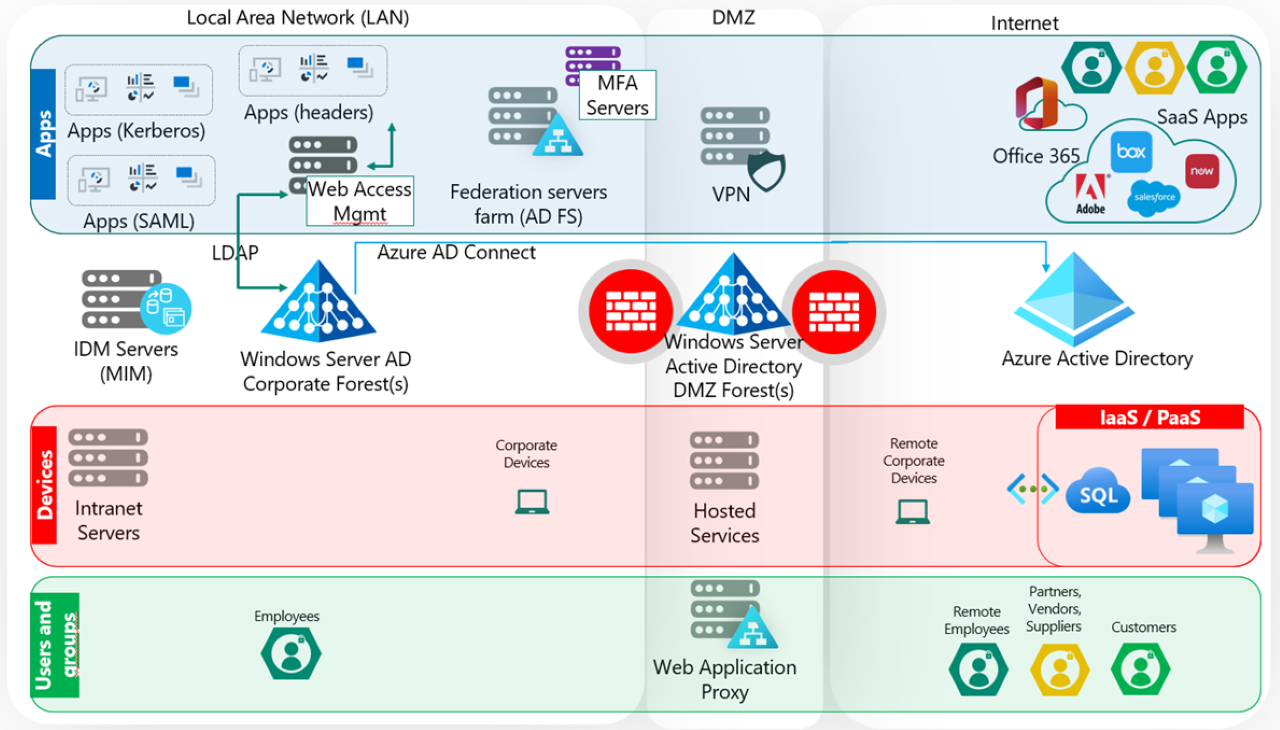 Local Area Network (LAN)
DMZ
Internet
Apps
Apps (Kerberos)
Apps (headers)
MFA
Servers
Apps (SAML)
Web Access
Mgmt
Federation servers
farm (AD FS)
VPN
Office 365
SaaS Apps
box
now
Adobe
salesforce
LDAP
Azure AD Connect
IDM Servers
(MIM)
Windows Server AD
Corporate Forest(s)
Windows Server
Active Directory
DMZ Forest(s)
Azure Active Directory
Devices
Intranet
Servers
Corporate
Devices
Hosted
Services
Remote
Corporate
Devices
IaaS / PaaS
SQL
Users and
groups
Employees
Web Application
Proxy
Remote
Employees
Partners,
Vendors,
Suppliers
Customers